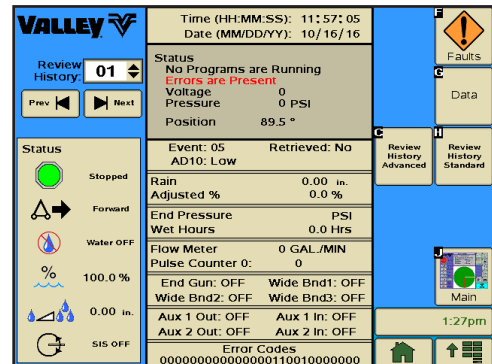 VALLEY
Time (HH:MM:SS): 11:57:05
Date (MM/DD/YY): 10/16/16
Review History: 01
Prev
Next
Status
No Programs are Running
Errors are Present
Voltage 0
Pressure 0 PSI
Position 89.5 °
Event: 05 Retrieved: No
AD10: Low
Rain 0.00 in.
Adjusted % 0.0 %
End Pressure PSI
Wet Hours 0.0 Hrs
Flow Meter 0 GAL./MIN
Pulse Counter 0: 0
End Gun: OFF Wide Bnd1: OFF
Wide Bnd2: OFF Wide Bnd3: OFF
Aux 1 Out: OFF Aux 1 In: OFF
Aux 2 Out: OFF Aux 2 In: OFF
Error Codes
00000000000000110010000000
Status
Stopped
Forward
Water OFF
% 100.0 %
0.00 in.
SIS OFF
F
Faults
G
Data
C
Review History Advanced
H
Review History Standard
J
Main
1:27pm